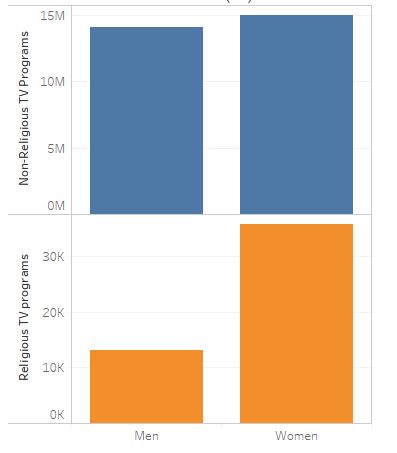 Non-Religious TV Programs
15M
10M
5M
0M
Religious TV programs
30K
20K
10K
0K
Men
Women